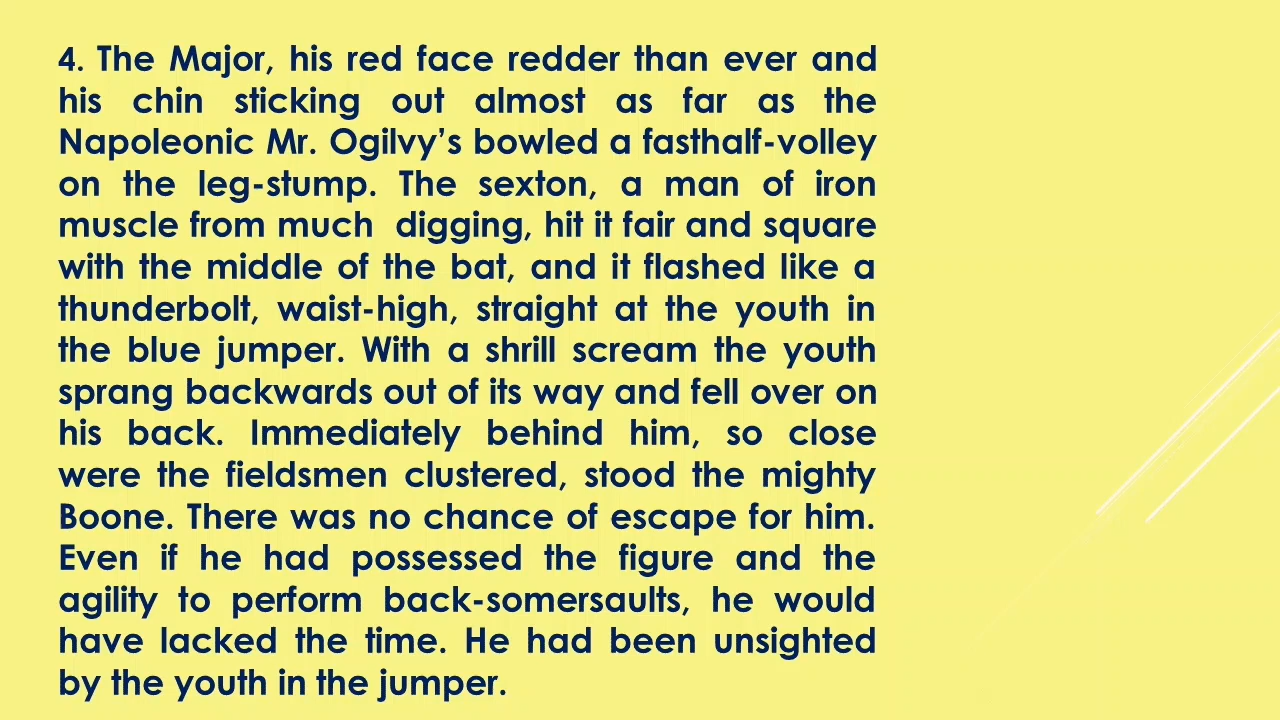 4. The Major, his red face redder than ever and
his chin sticking out almost as far as the
Napoleonic Mr. Ogilvy’s bowled a fasthalf-volley
on the leg-stump. The sexton, a man of iron
muscle from much digging, hit it fair and square
with the middle of the bat, and it flashed like a
thunderbolt, waist-high, straight at the youth in
the blue jumper. With a shrill scream the youth
sprang backwards out of its way and fell over on
his back. Immediately behind him, so close
were the fieldsmen clustered, stood the mighty
Boone. There was no chance of escape for him.
Even if he had possessed the figure and the
agility to perform back-somersaults, he would
have lacked the time. He had been unsighted
by the youth in the jumper.